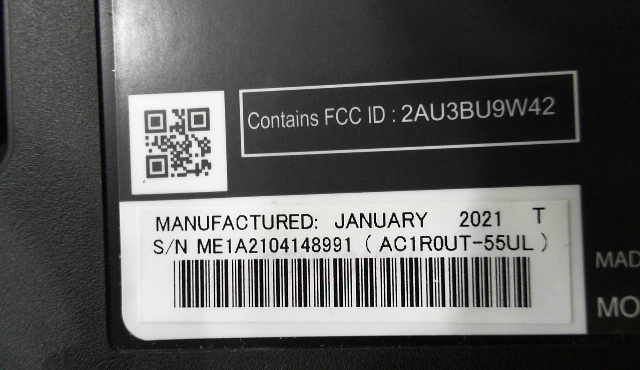 Contains FCC ID : 2AU3BU9W42
MANUFACTURED: JANUARY 2021 T
S/N ME1A2104148991 ( AC1R0UT-55UL )
MAD
MO